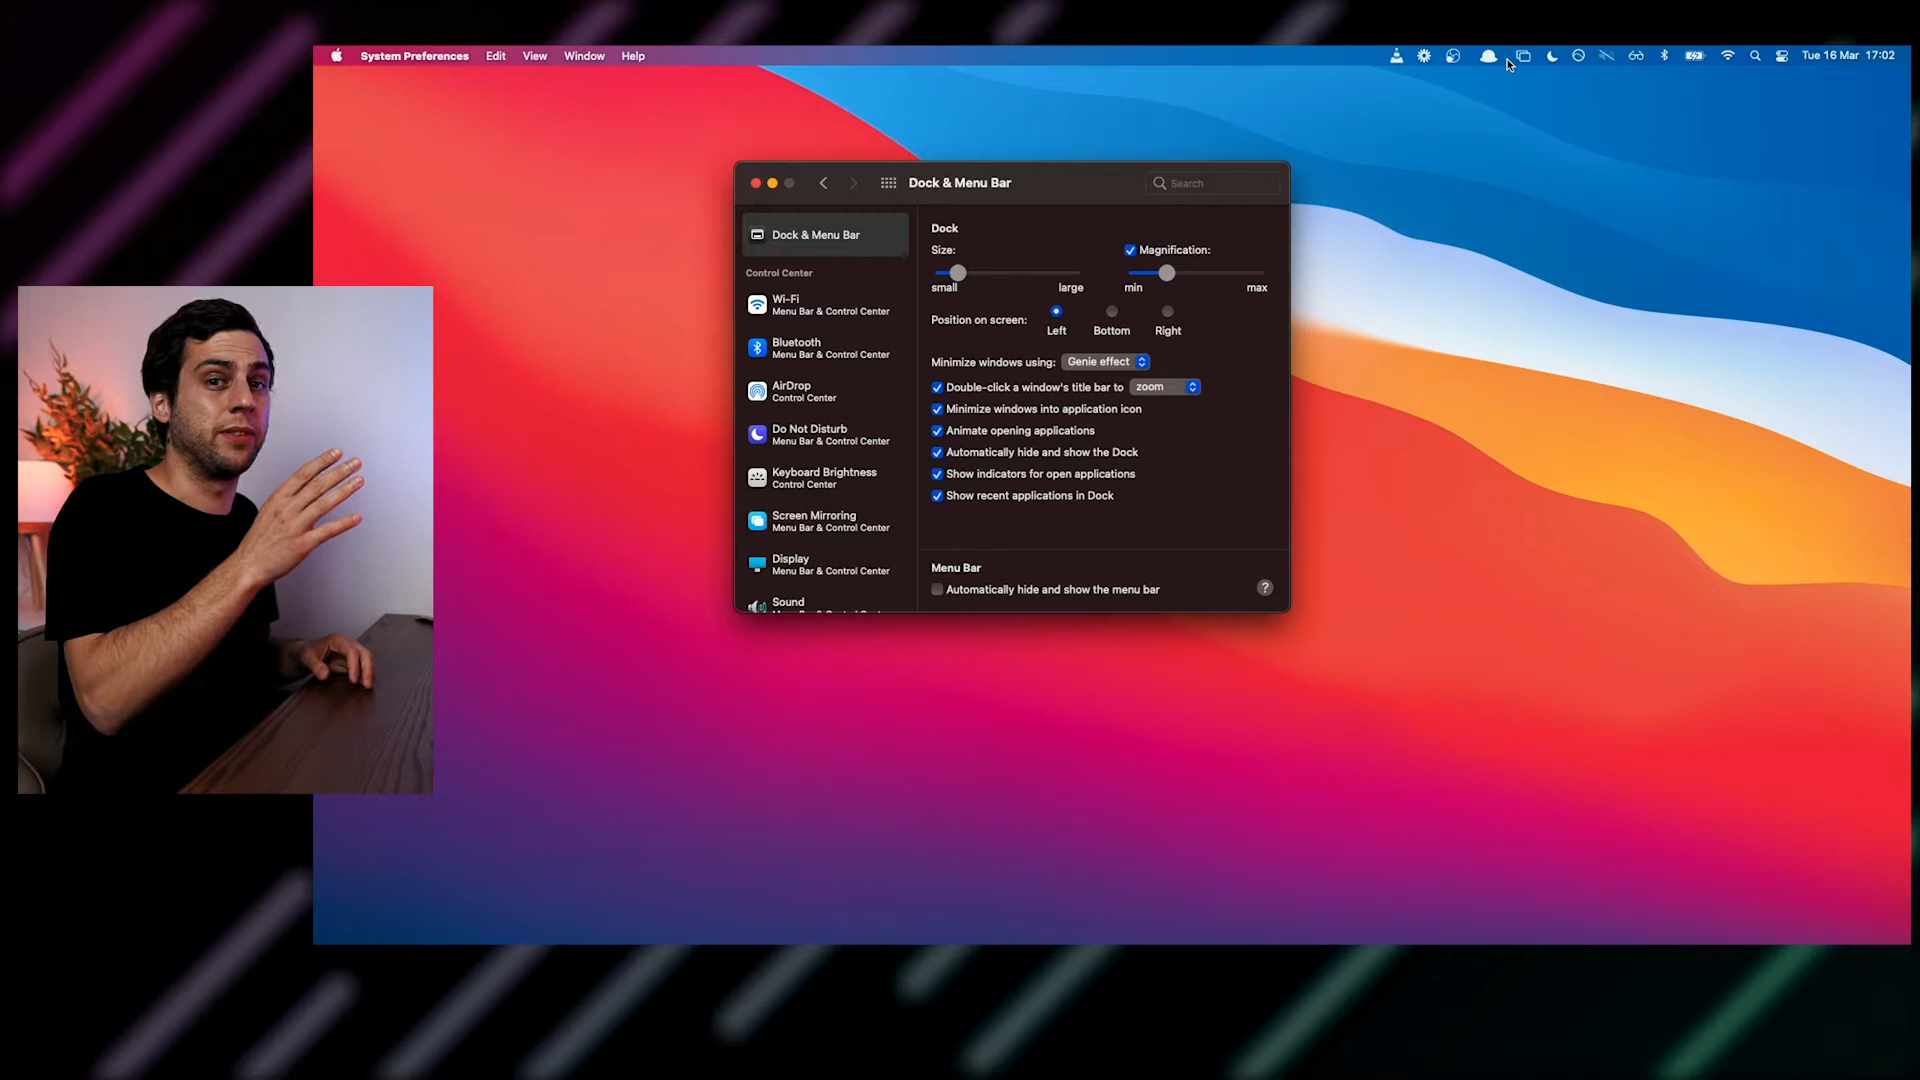 System Preferences Edit View Window Help Tue 16 Mar 17:02
Dock & Menu Bar
Search
Dock & Menu Bar
Control Center
Wi-Fi
Menu Bar & Control Center
Bluetooth
Menu Bar & Control Center
AirDrop
Control Center
Do Not Disturb
Menu Bar & Control Center
Keyboard Brightness
Control Center
Screen Mirroring
Menu Bar & Control Center
Display
Menu Bar & Control Center
Sound
Dock
Size: Magnification:
small large min max
Position on screen:
Left Bottom Right
Minimize windows using: Genie effect
Double-click a window's title bar to zoom
Minimize windows into application icon
Animate opening applications
Automatically hide and show the Dock
Show indicators for open applications
Show recent applications in Dock
Menu Bar
Automatically hide and show the menu bar ?